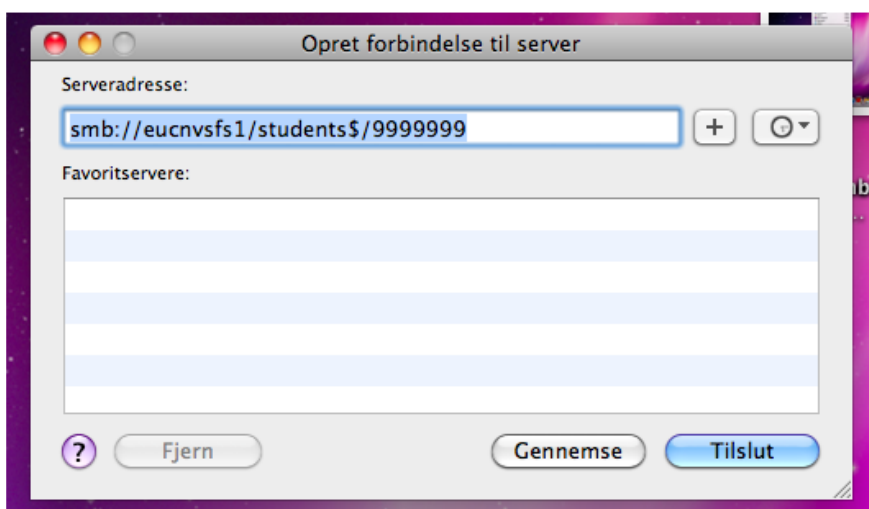 Opret forbindelse til server
Serveradresse:
smb://eucnvsfs1/students$/9999999
+
Favoritservere:
?
Fjern
Gennemse
Tilslut